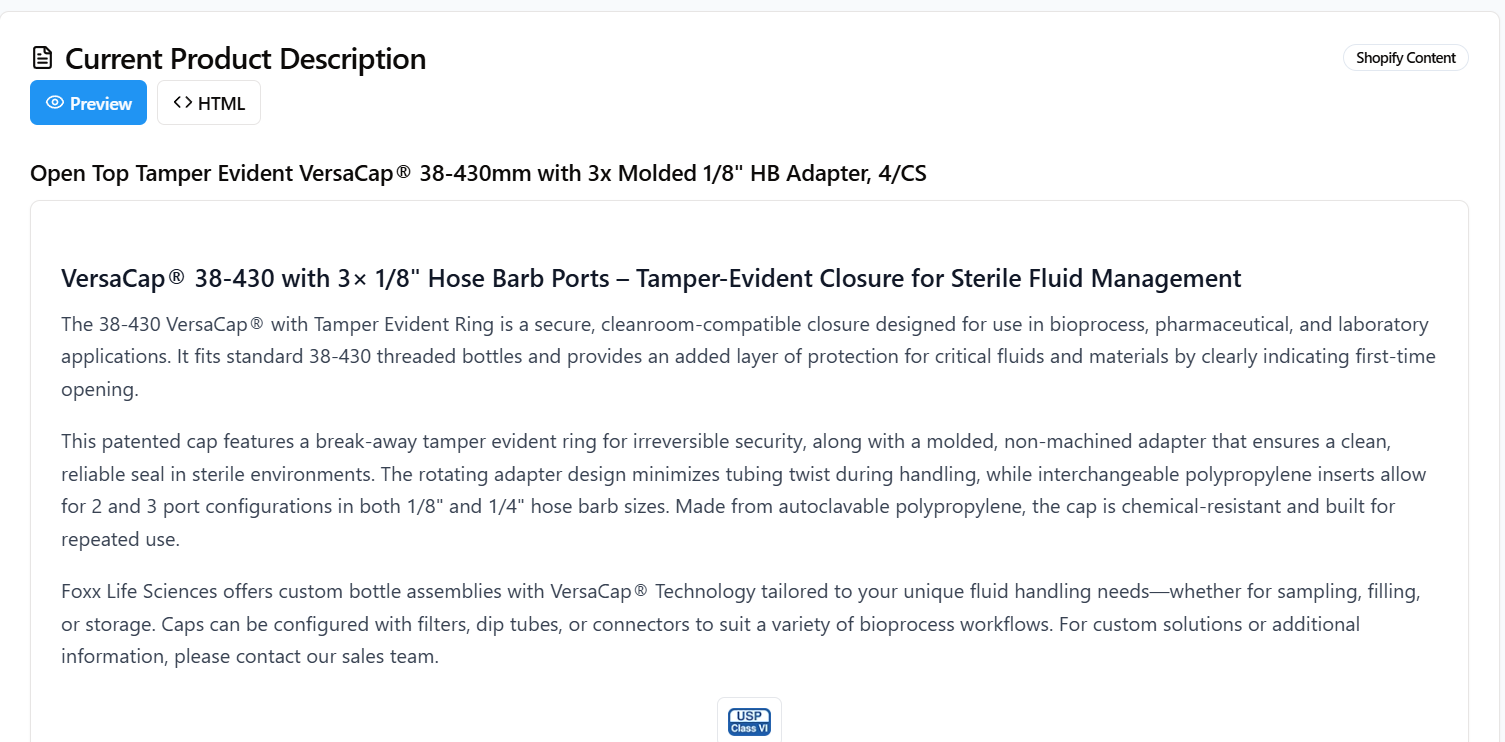 Current Product Description
Shopify Content
Preview
<> HTML
Open Top Tamper Evident VersaCap® 38-430mm with 3x Molded 1/8" HB Adapter, 4/CS
VersaCap® 38-430 with 3× 1/8" Hose Barb Ports – Tamper-Evident Closure for Sterile Fluid Management
The 38-430 VersaCap® with Tamper Evident Ring is a secure, cleanroom-compatible closure designed for use in bioprocess, pharmaceutical, and laboratory
applications. It fits standard 38-430 threaded bottles and provides an added layer of protection for critical fluids and materials by clearly indicating first-time
opening.
This patented cap features a break-away tamper evident ring for irreversible security, along with a molded, non-machined adapter that ensures a clean,
reliable seal in sterile environments. The rotating adapter design minimizes tubing twist during handling, while interchangeable polypropylene inserts allow
for 2 and 3 port configurations in both 1/8" and 1/4" hose barb sizes. Made from autoclavable polypropylene, the cap is chemical-resistant and built for
repeated use.
Foxx Life Sciences offers custom bottle assemblies with VersaCap® Technology tailored to your unique fluid handling needs—whether for sampling, filling,
or storage. Caps can be configured with filters, dip tubes, or connectors to suit a variety of bioprocess workflows. For custom solutions or additional
information, please contact our sales team.
USP
Class VI